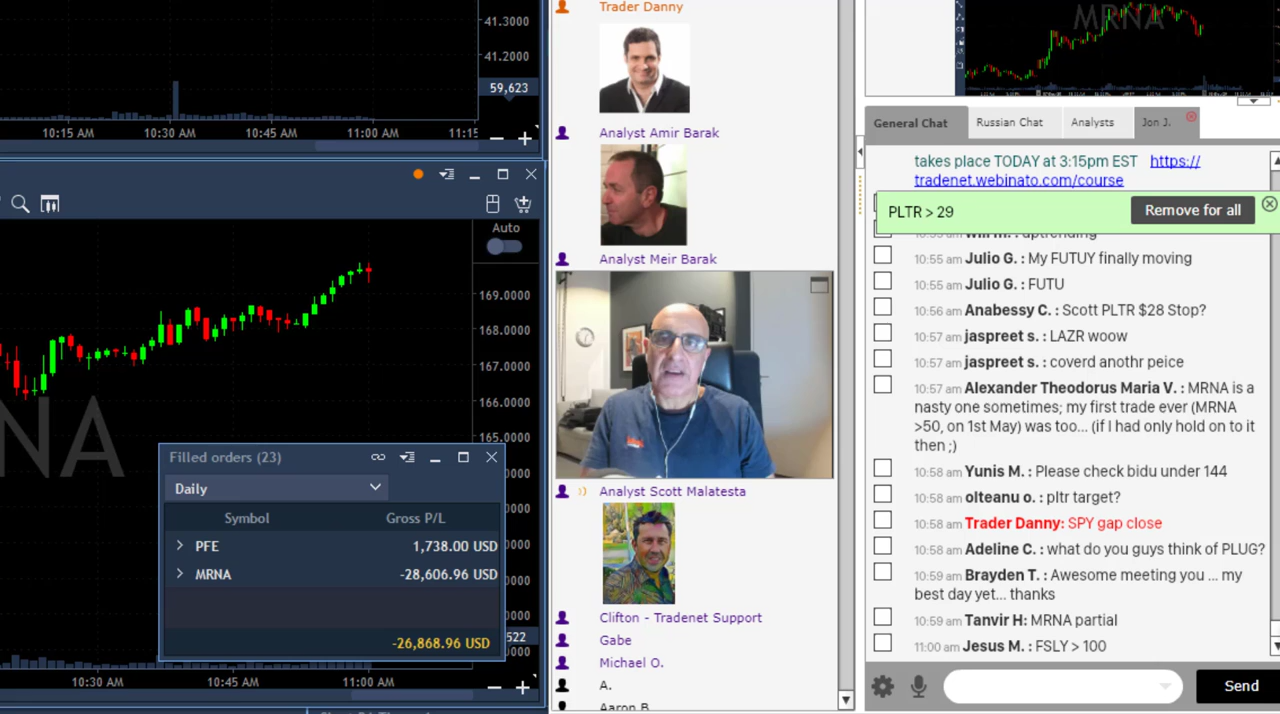 41.3000
41.2000
59,623
10:15 AM
10:30 AM
10:45 AM
11:00 AM
11:15
Auto
169.0000
168.0000
167.0000
166.0000
165.0000
NA
Filled orders (23)
Daily
Symbol
Gross P/L
PFE
1,738.00 USD
MRNA
-28,606.96 USD
-26,868.96 USD
522
10:30 AM
10:45 AM
11:00 AM
Trader Danny
Analyst Amir Barak
Analyst Meir Barak
Analyst Scott Malatesta
Clifton - Tradenet Support
Gabe
Michael O.
A.
Aaron B
MRNA
General Chat
Russian Chat
Analysts
Jon J.
takes place TODAY at 3:15pm EST https://
tradenet.webinato.com/course
PLTR > 29
Remove for all
uptrending
10:55 am Julio G. : My FUTUY finally moving
10:55 am Julio G. : FUTU
10:56 am Anabessy C. : Scott PLTR $28 Stop?
10:57 am jaspreet s. : LAZR woow
10:57 am jaspreet s. : coverd anothr peice
10:57 am Alexander Theodorus Maria V. : MRNA is a
nasty one sometimes; my first trade ever (MRNA
>50, on 1st May) was too... (if I had only hold on to it
then ;)
10:58 am Yunis M. : Please check bidu under 144
10:58 am olteanu o. : pltr target?
10:58 am Trader Danny: SPY gap close
10:58 am Adeline C. : what do you guys think of PLUG?
10:59 am Brayden T. : Awesome meeting you ... my
best day yet... thanks
10:59 am Tanvir H: MRNA partial
11:00 am Jesus M. : FSLY > 100
Send